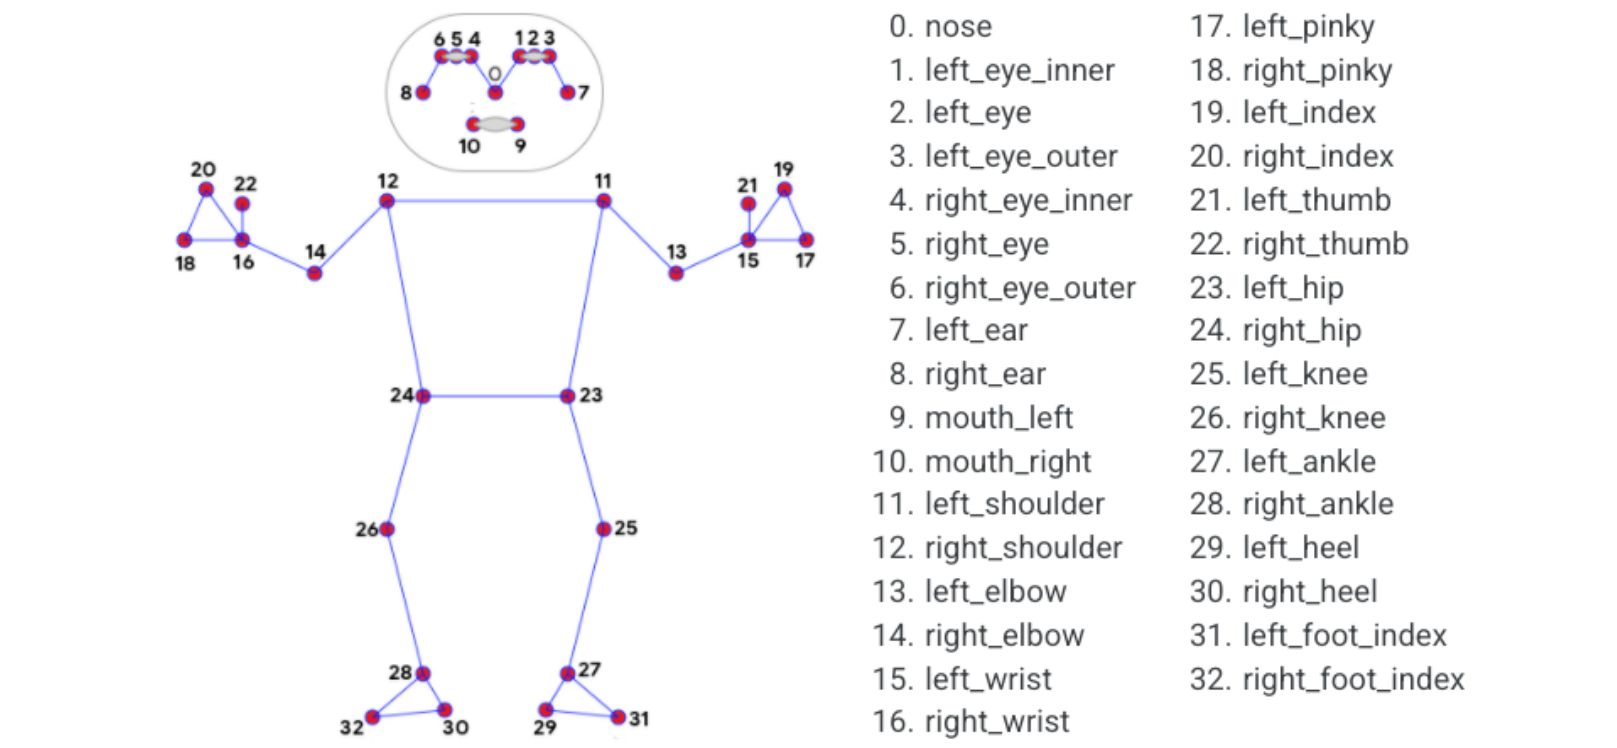 6 5 4 1 2 3
0
8 7
10 9
20 22 12 11 21 19
18 16 14 13 15 17
24 23
26 25
28 27
32 30 29 31
0. nose
1. left_eye_inner
2. left_eye
3. left_eye_outer
4. right_eye_inner
5. right_eye
6. right_eye_outer
7. left_ear
8. right_ear
9. mouth_left
10. mouth_right
11. left_shoulder
12. right_shoulder
13. left_elbow
14. right_elbow
15. left_wrist
16. right_wrist
17. left_pinky
18. right_pinky
19. left_index
20. right_index
21. left_thumb
22. right_thumb
23. left_hip
24. right_hip
25. left_knee
26. right_knee
27. left_ankle
28. right_ankle
29. left_heel
30. right_heel
31. left_foot_index
32. right_foot_index